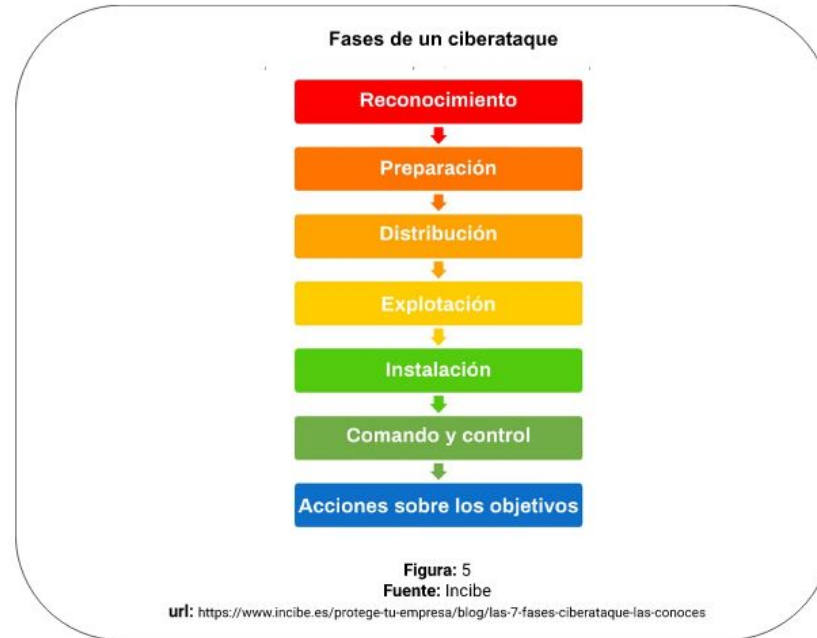 Fases de un ciberataque
Reconocimiento
Preparación
Distribución
Explotación
Instalación
Comando y control
Acciones sobre los objetivos
Figura: 5
Fuente: Incibe
url: https://www.incibe.es/protege-tu-empresa/blog/las-7-fases-ciberataque-las-conoces